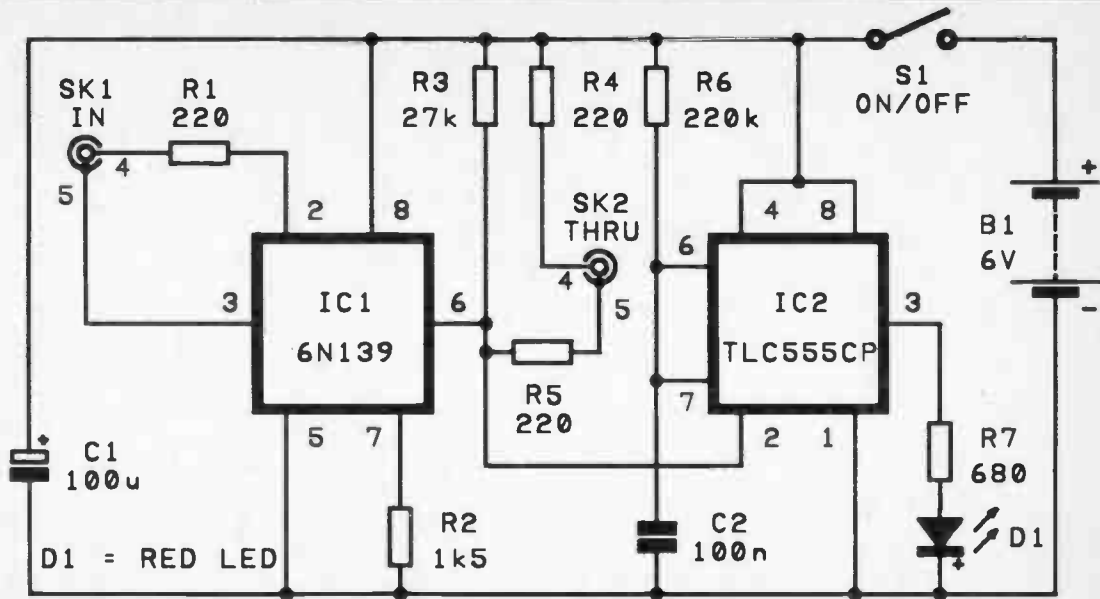 SK1
IN
R1
220
4
5
R3
27k
R4
220
R6
220k
S1
ON/OFF
2
8
SK2
THRU
4
5
4
8
B1
6V
+
-
3
IC1
6N139
6
6
IC2
TLC555CP
3
7
R5
220
5
7
2
1
+
C1
100u
R2
1k5
C2
100n
R7
680
D1
+
D1 = RED LED